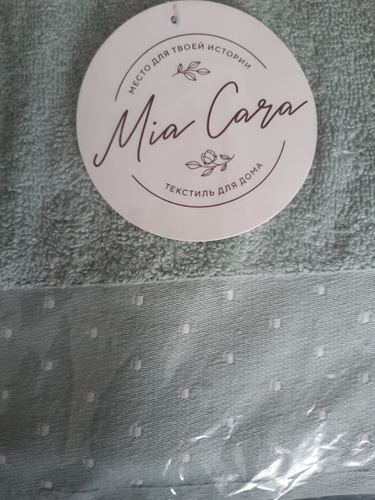 МЕСТО ДЛЯ ТВОЕЙ ИСТОРИИ
Mia Cara
ТЕКСТИЛЬ ДЛЯ ДОМА